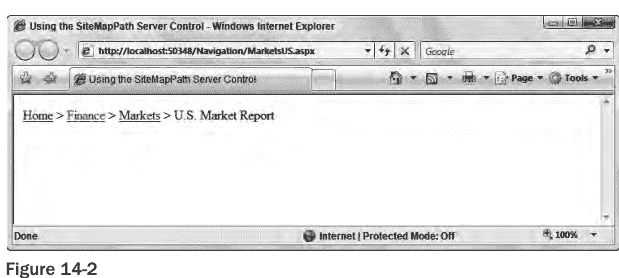 Using the SiteMapPath Server Control - Windows Internet Explorer
http://localhost:50348/Navigation/MarketsUS.aspx
Google
Using the SiteMapPath Server Control
Page
Tools
Home > Finance > Markets > U.S. Market Report
Done
Internet | Protected Mode: Off
100%
Figure 14-2